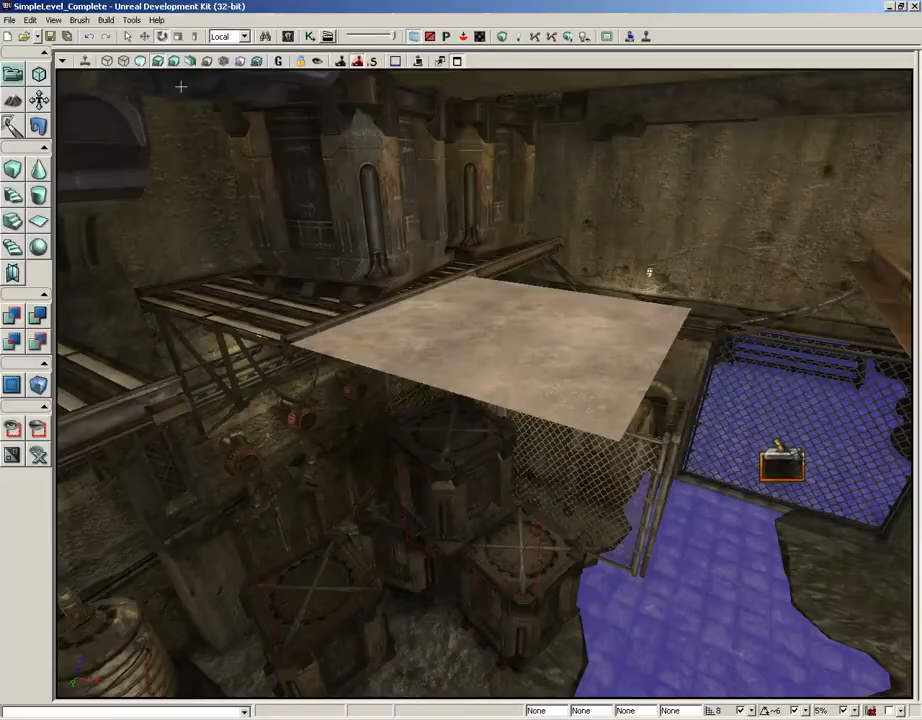 SimpleLevel_Complete - Unreal Development Kit (32-bit)
File Edit View Brush Build Tools Help
Local
K
P
G
S
None None None None 8 6 5%